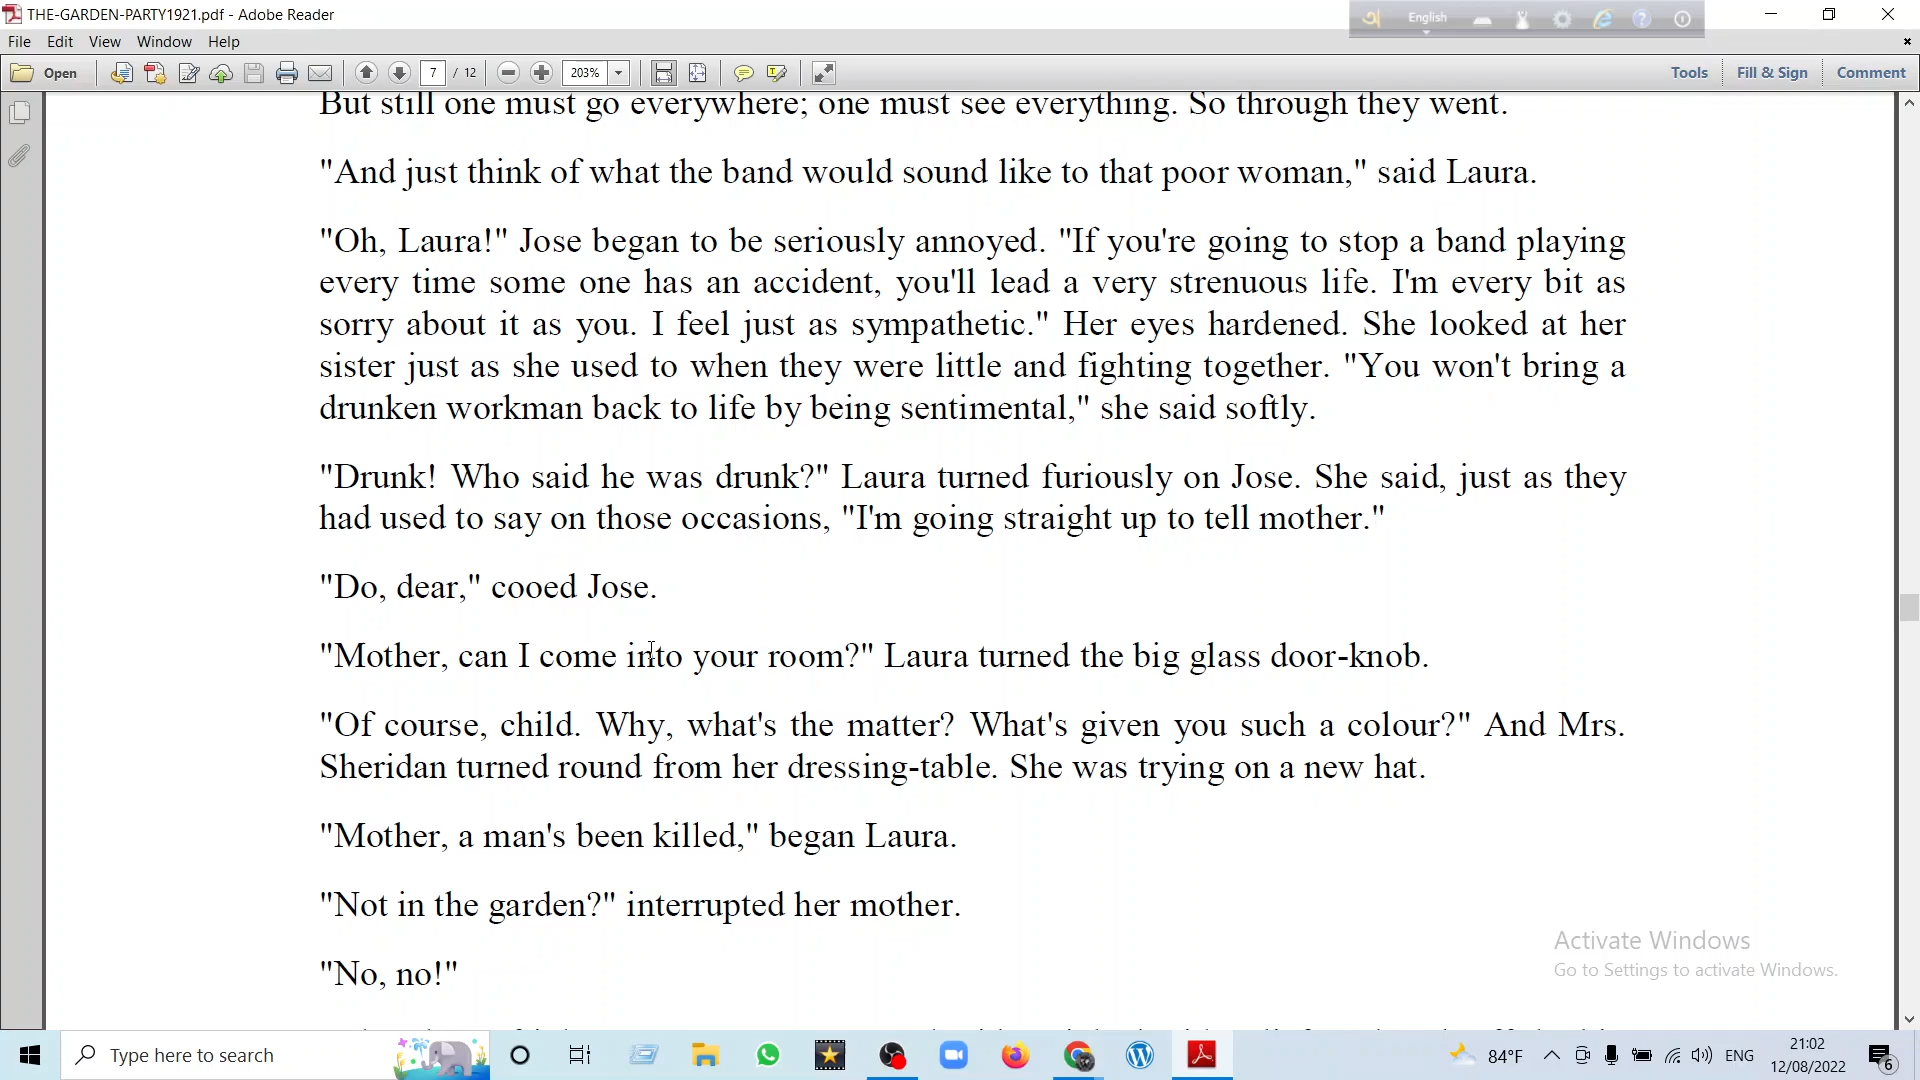 THE-GARDEN-PARTY1921.pdf - Adobe Reader
English
File Edit View Window Help
Open 7 / 12 203% Tools Fill & Sign Comment
But still one must go everywhere; one must see everything. So through they went.
"And just think of what the band would sound like to that poor woman," said Laura.
"Oh, Laura!" Jose began to be seriously annoyed. "If you're going to stop a band playing
every time some one has an accident, you'll lead a very strenuous life. I'm every bit as
sorry about it as you. I feel just as sympathetic." Her eyes hardened. She looked at her
sister just as she used to when they were little and fighting together. "You won't bring a
drunken workman back to life by being sentimental," she said softly.
"Drunk! Who said he was drunk?" Laura turned furiously on Jose. She said, just as they
had used to say on those occasions, "I'm going straight up to tell mother."
"Do, dear," cooed Jose.
"Mother, can I come into your room?" Laura turned the big glass door-knob.
"Of course, child. Why, what's the matter? What's given you such a colour?" And Mrs.
Sheridan turned round from her dressing-table. She was trying on a new hat.
"Mother, a man's been killed," began Laura.
"Not in the garden?" interrupted her mother.
"No, no!"
Activate Windows
Go to Settings to activate Windows.
Type here to search
84°F
ENG
21:02
12/08/2022
6